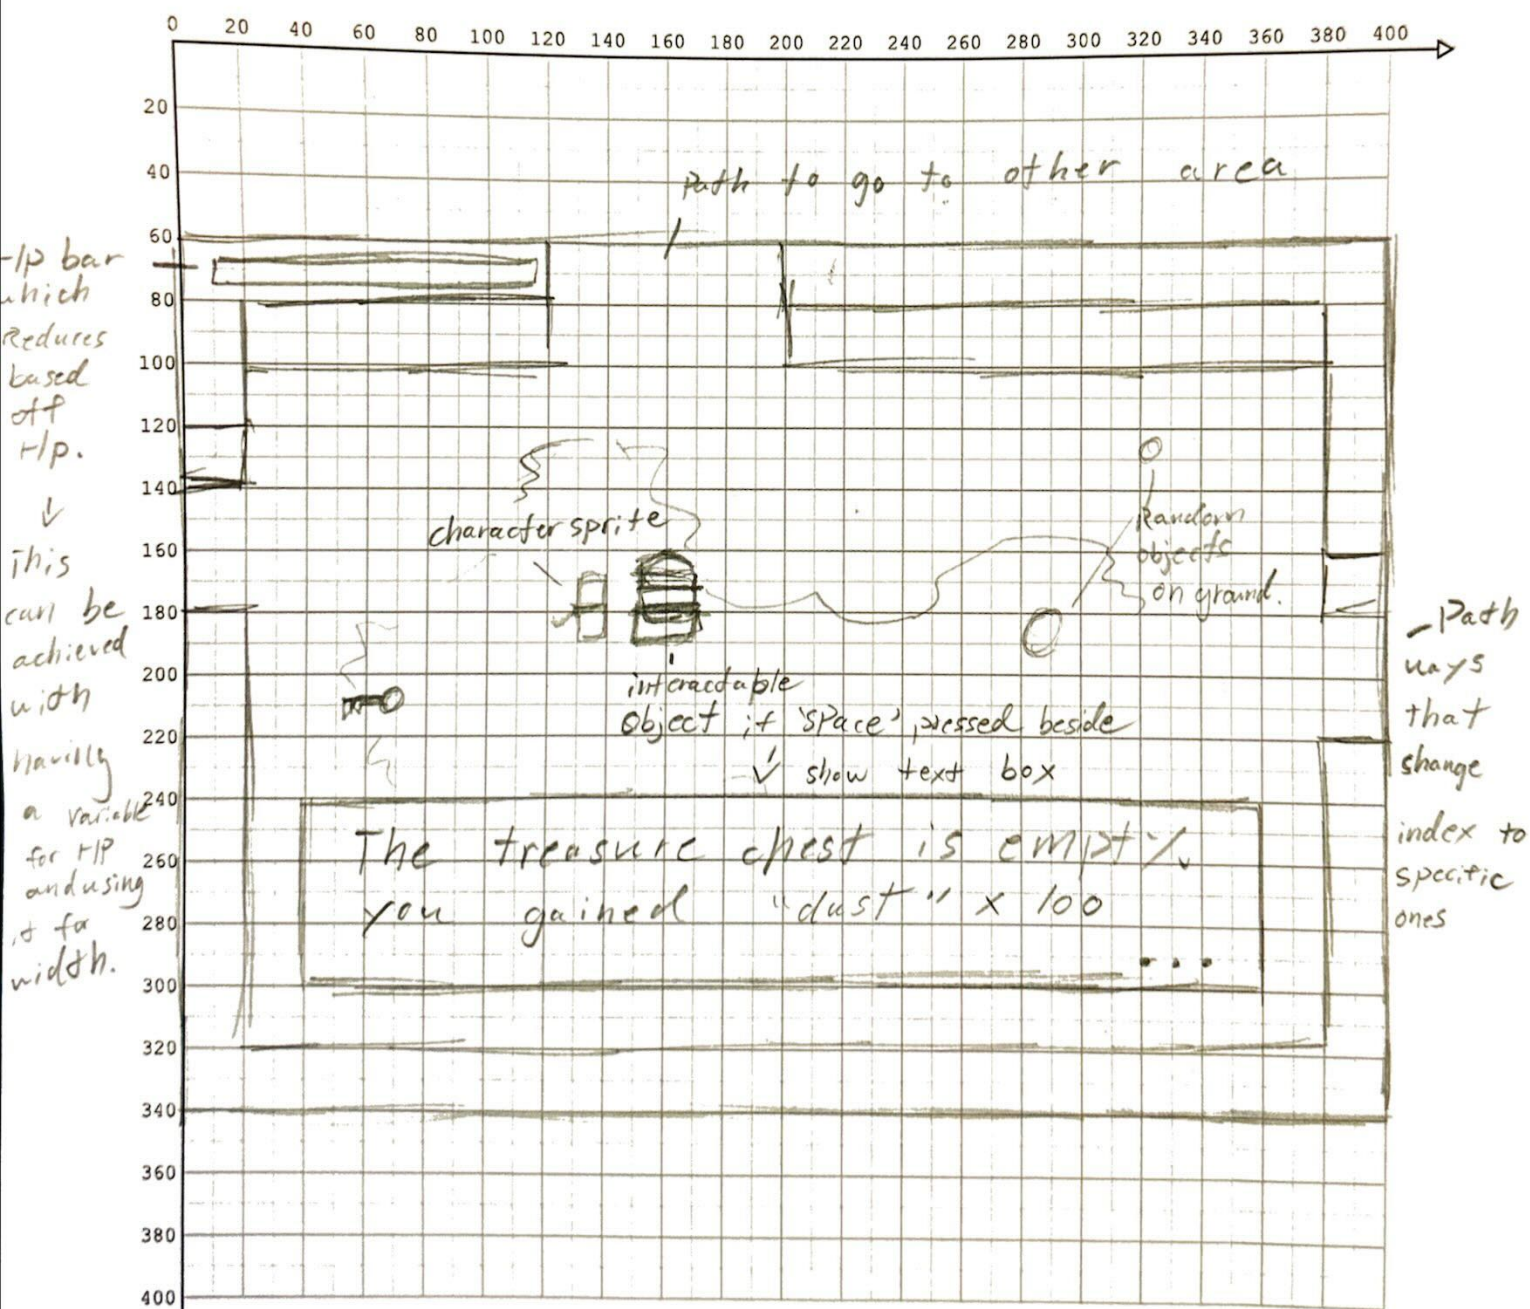 0 20 40 60 80 100 120 140 160 180 200 220 240 260 280 300 320 340 360 380 400
20
40
Path to go to other area
60
HP bar
which
80
Reduces
100
based
off
120
HP.
140
character sprite
Random
160
objects
This
on ground.
180
can be
Path
achieved
ways
200
with
interactable
that
object if 'space' pressed beside
220
show text box
change
having
240
a variable
The treasure chest is empty.
index to
for HP
260
specific
and using
you gained "dust" x 100
ones
280
it for
width.
...
300
320
340
360
380
400